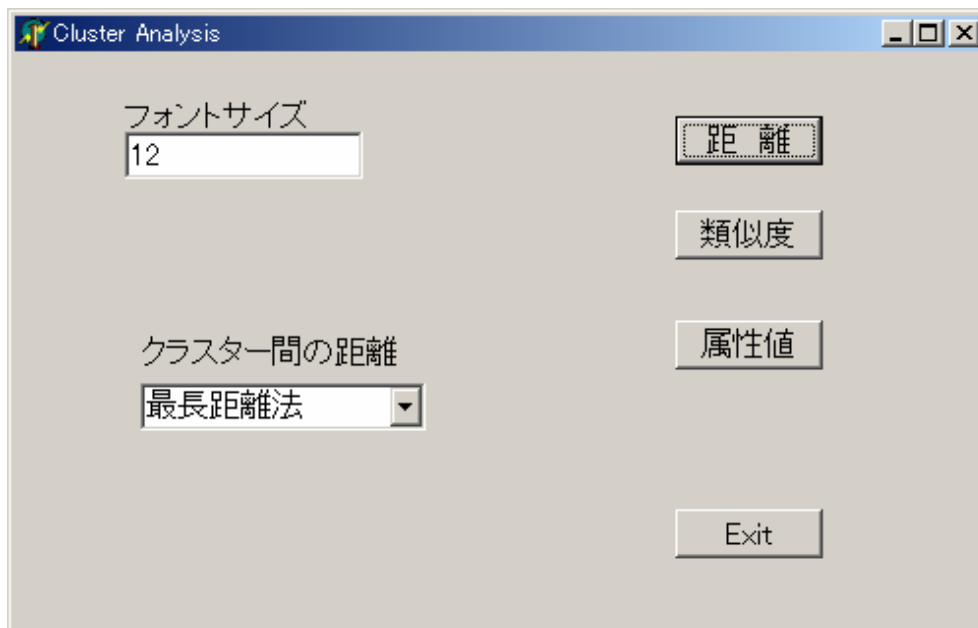 Cluster Analysis
フォントサイズ
12
距 離
類似度
クラスター間の距離
属性値
最長距離法
Exit